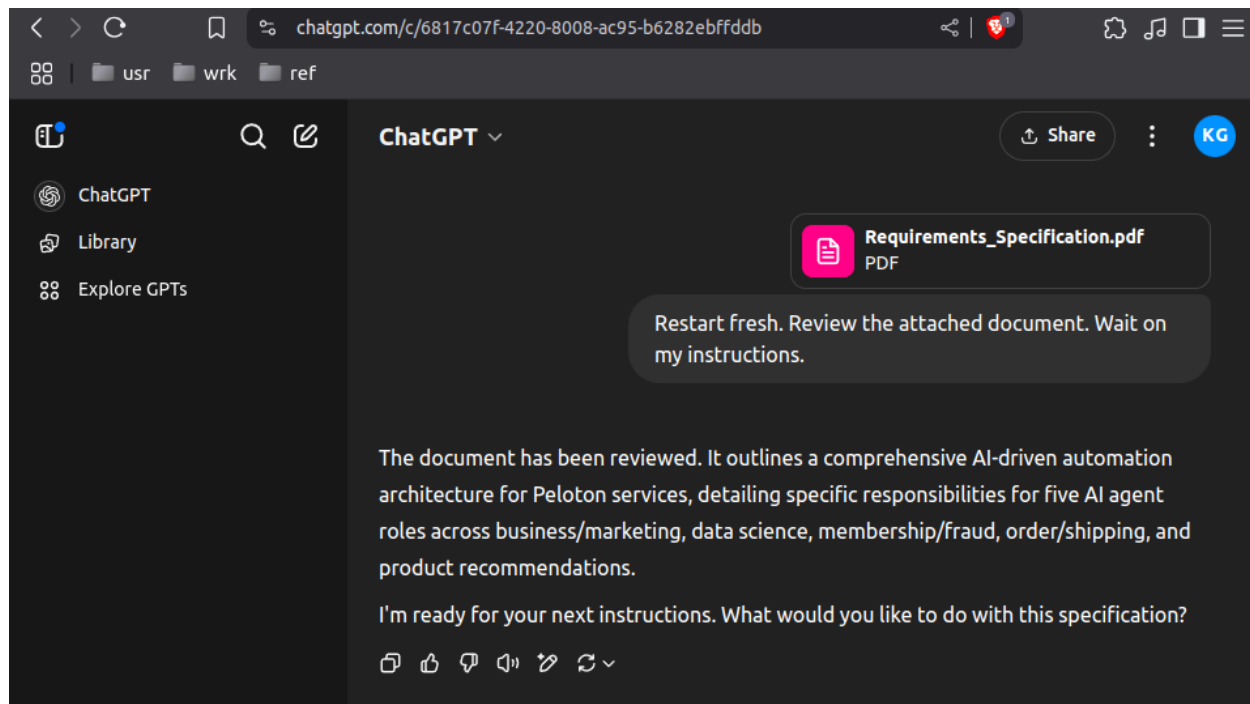 chatgpt.com/c/6817c07f-4220-8008-ac95-b6282ebffddb
1
usr wrk ref
ChatGPT
Library
Explore GPTs
ChatGPT
Share
KG
Requirements_Specification.pdf
PDF
Restart fresh. Review the attached document. Wait on
my instructions.
The document has been reviewed. It outlines a comprehensive AI-driven automation
architecture for Peloton services, detailing specific responsibilities for five AI agent
roles across business/marketing, data science, membership/fraud, order/shipping, and
product recommendations.
I'm ready for your next instructions. What would you like to do with this specification?